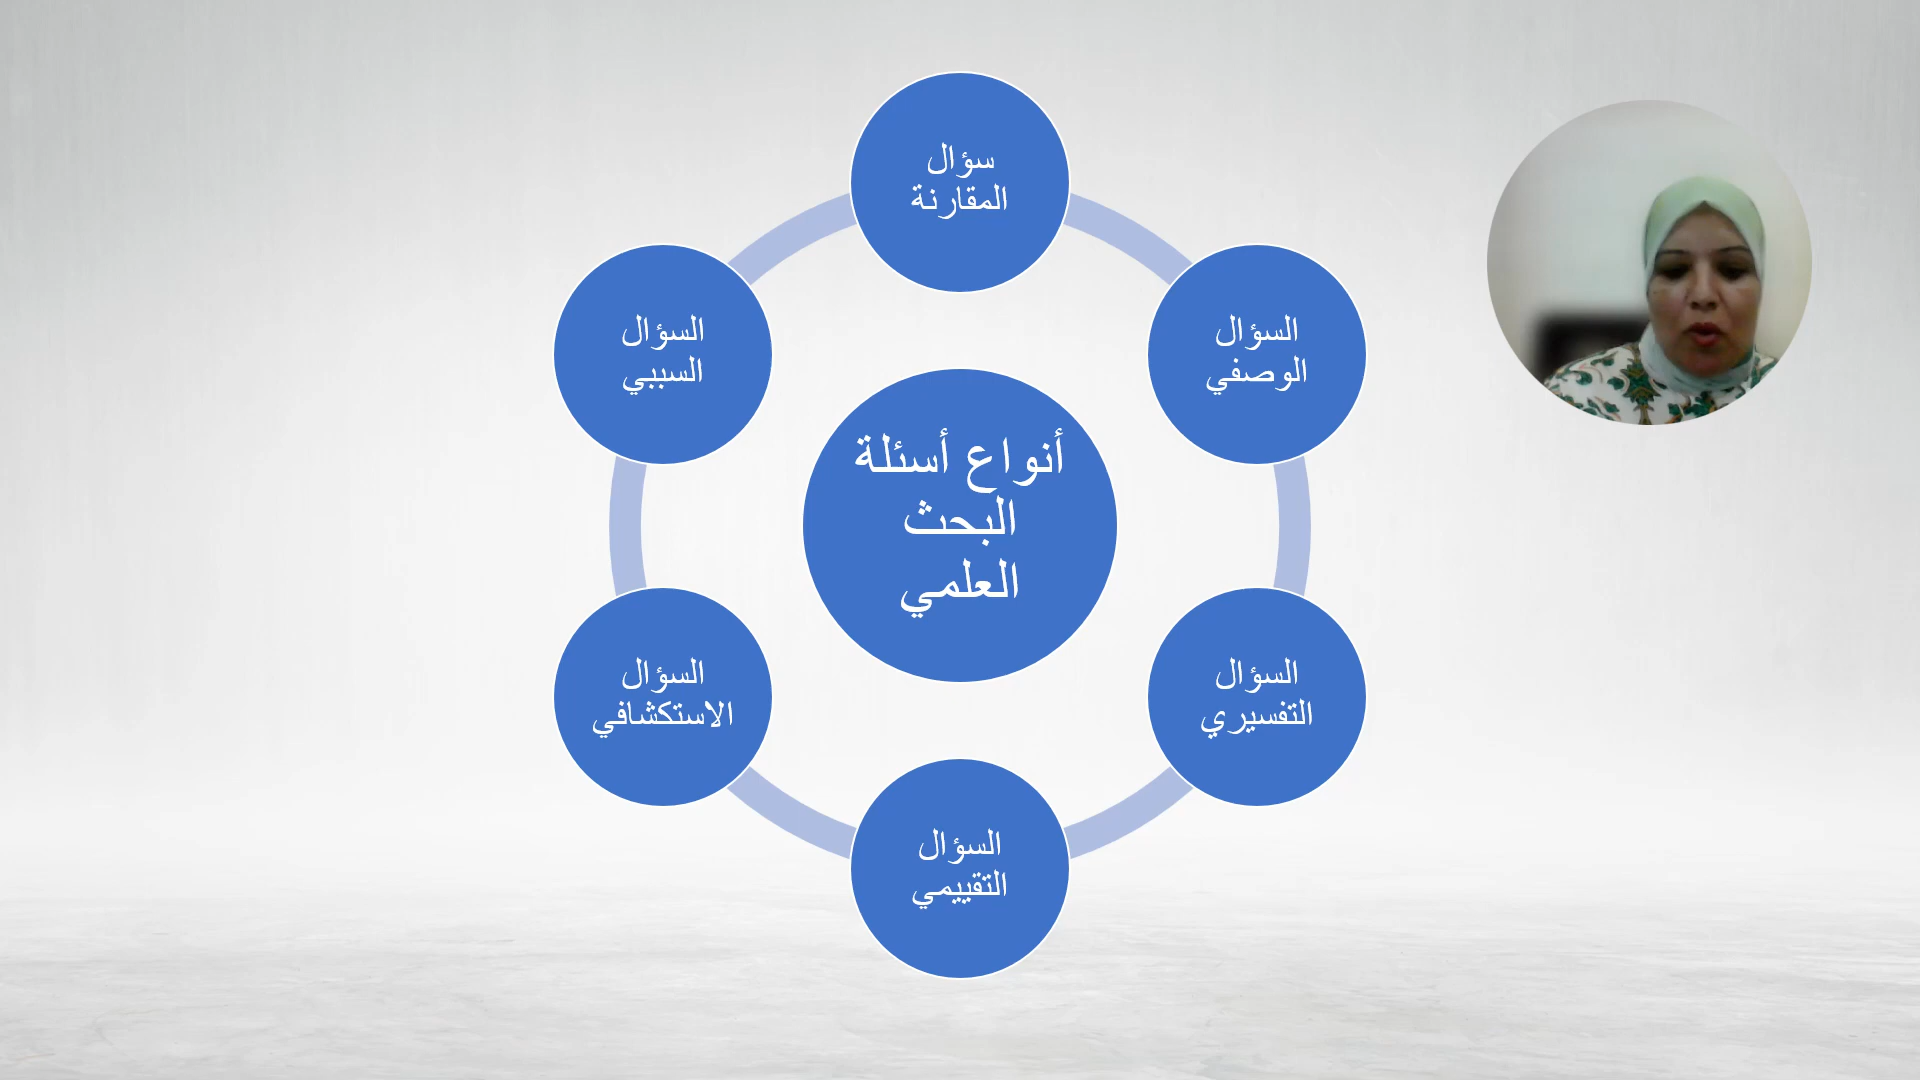 سؤال
المقارنة
السؤال
الوصفي
السؤال
التفسيري
السؤال
التقييمي
السؤال
الاستكشافي
السؤال
السببي
أنواع أسئلة
البحث
العلمي